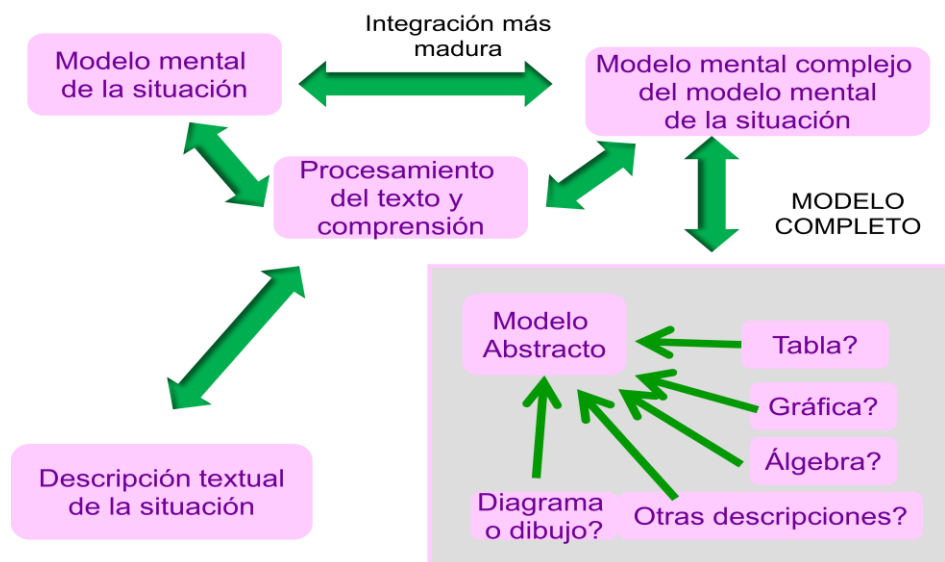 Integración más
madura
Modelo mental
de la situación
Modelo mental complejo
del modelo mental
de la situación
Procesamiento
del texto y
comprensión
MODELO
COMPLETO
Modelo
Abstracto
Tabla?
Gráfica?
Álgebra?
Descripción textual
de la situación
Diagrama
o dibujo?
Otras descripciones?